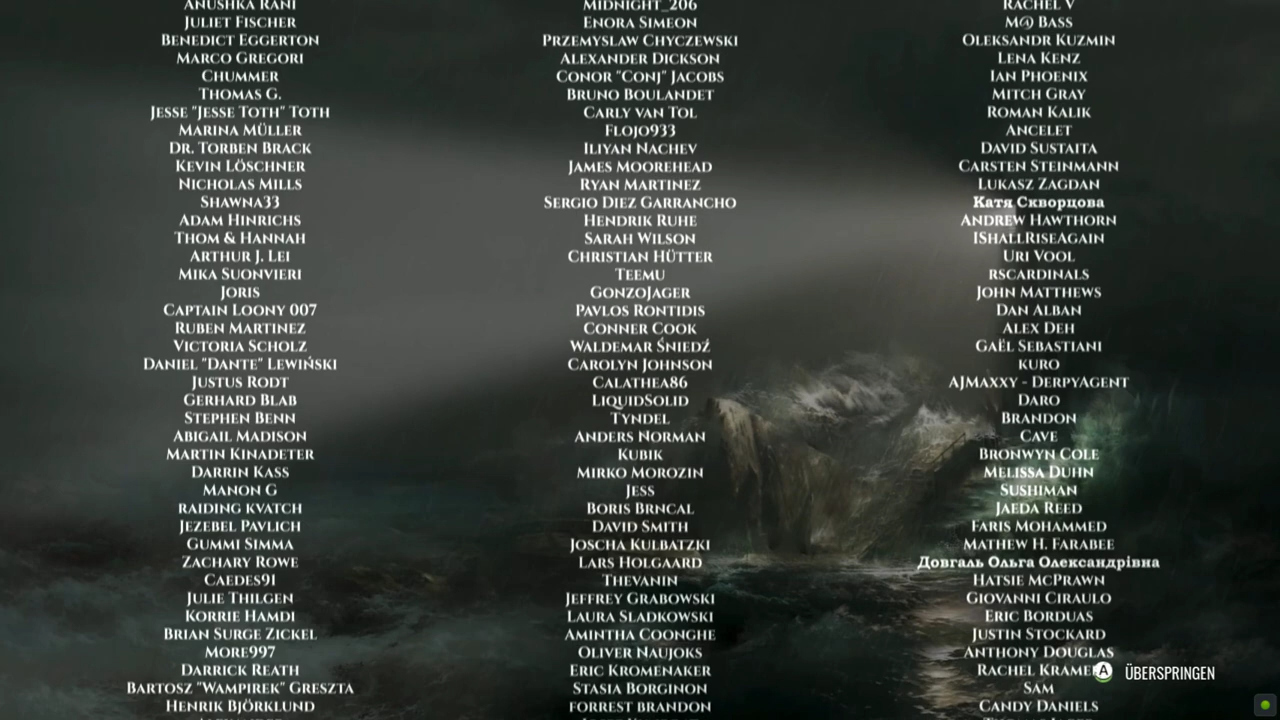 Anushka Rani
Juliet Fischer
Benedict Eggerton
Marco Gregori
Chummer
Thomas G.
Jesse "Jesse Toth" Toth
Marina Müller
Dr. Torben Brack
Kevin Löschner
Nicholas Mills
Shawna33
Adam Hinrichs
Thom & Hannah
Arthur J. Lei
Mika Suonvieri
Joris
Captain Loony 007
Ruben Martinez
Victoria Scholz
Daniel "Dante" Lewiński
Justus Rodt
Gerhard Blab
Stephen Benn
Abigail Madison
Martin Kinadeter
Darrin Kass
Manon G
raiding kvatch
Jezebel Pavlich
Gummi Simma
Zachary Rowe
Caedes91
Julie Thilgen
Korrie Hamdi
Brian Surge Zickel
More997
Darrick Reath
Bartosz "Wampirek" Greszta
Henrik Björklund
Midnight_206
Enora Simeon
Przemyslaw Chyczewski
Alexander Dickson
Conor "Conj" Jacobs
Bruno Boulandet
Carly van Tol
Flojo933
Iliyan Nachev
James Moorehead
Ryan Martinez
Sergio Diez Garrancho
Hendrik Ruhe
Sarah Wilson
Christian Hütter
Teemu
GonzoJager
Pavlos Rontidis
Conner Cook
Waldemar Śniedź
Carolyn Johnson
Calathea86
LiquidSolid
Tyndel
Anders Norman
Kubik
Mirko Morozin
Jess
Boris Brncal
David Smith
Joscha Kulbatzki
Lars Holgaard
Thevanin
Jeffrey Grabowski
Laura Sladkowski
Amintha Coonghe
Oliver Naujoks
Eric Kromenaker
Stasia Borginon
forrest brandon
Rachel V
M@ Bass
Oleksandr Kuzmin
Lena Kenz
Ian Phoenix
Mitch Gray
Roman Kalik
Ancelet
David Sustaita
Carsten Steinmann
Lukasz Zagdan
Катя Скворцова
Andrew Hawthorn
IShallRiseAgain
Uri Vool
rscardinals
John Matthews
Dan Alban
Alex Deh
Gaël Sebastiani
kuro
AJMaxxy - DerpyAgent
Daro
Brandon
Cave
Bronwyn Cole
Melissa Duhn
Sushiman
Jaeda Reed
Faris Mohammed
Mathew H. Farabee
Довгаль Ольга Олександрівна
Hatsie McPrawn
Giovanni Ciraulo
Eric Borduas
Justin Stockard
Anthony Douglas
Rachel Kramer
Sam
Candy Daniels
A ÜBERSPRINGEN